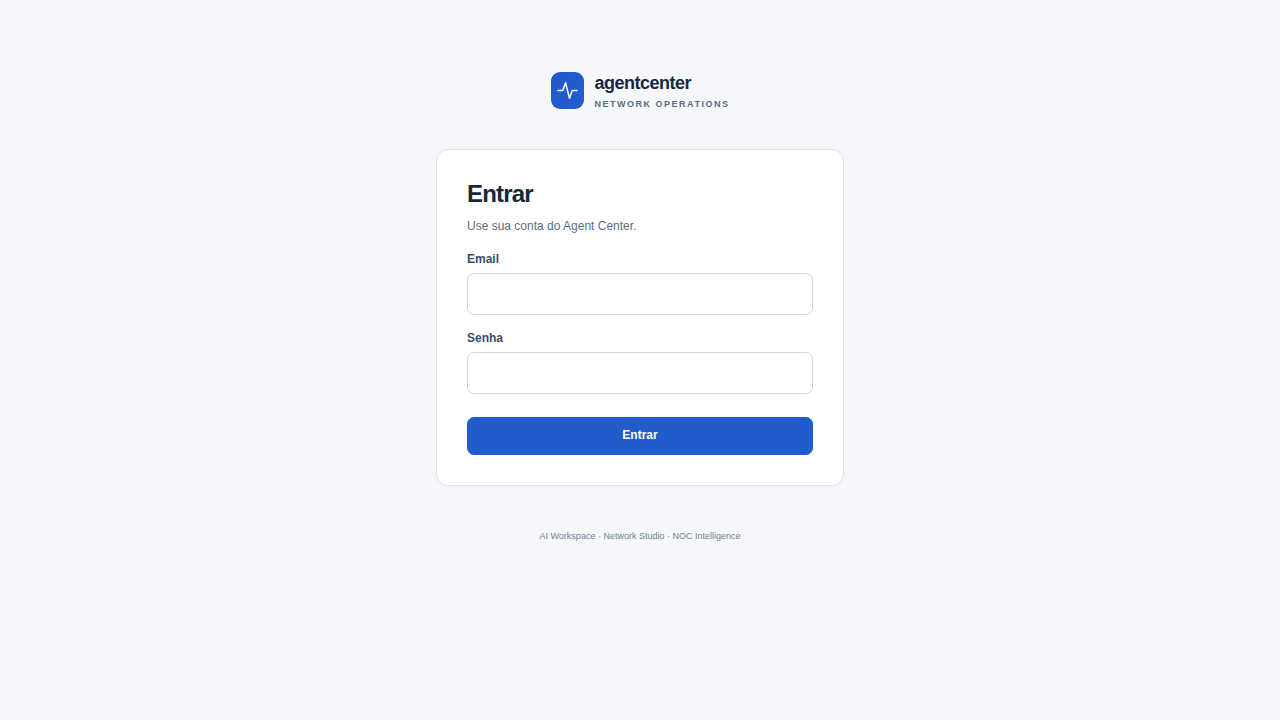 agentcenter
NETWORK OPERATIONS
Entrar
Use sua conta do Agent Center.
Email
Senha
Entrar
AI Workspace · Network Studio · NOC Intelligence